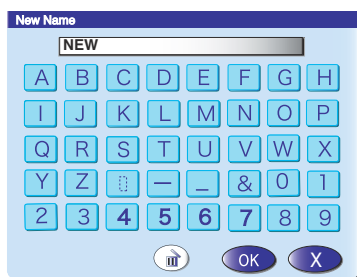 New Name
NEW
A B C D E F G H
I J K L M N O P
Q R S T U V W X
Y Z — _ & 0 1
2 3 4 5 6 7 8 9
OK X